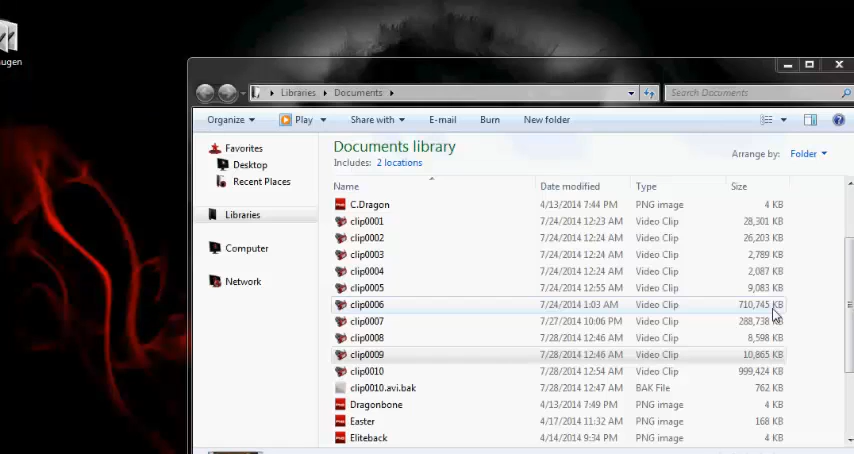 ugen
Libraries Documents
Search Documents
Organize Play Share with E-mail Burn New folder
Documents library
Includes: 2 locations
Arrange by: Folder
Favorites
Desktop
Recent Places
Libraries
Computer
Network
Name Date modified Type Size
C.Dragon 4/13/2014 7:44 PM PNG image 4 KB
clip0001 7/24/2014 12:23 AM Video Clip 28,301 KB
clip0002 7/24/2014 12:24 AM Video Clip 26,203 KB
clip0003 7/24/2014 12:24 AM Video Clip 2,789 KB
clip0004 7/24/2014 12:24 AM Video Clip 2,087 KB
clip0005 7/24/2014 12:55 AM Video Clip 9,083 KB
clip0006 7/24/2014 1:03 AM Video Clip 710,745 KB
clip0007 7/27/2014 10:06 PM Video Clip 288,738 KB
clip0008 7/28/2014 12:46 AM Video Clip 8,598 KB
clip0009 7/28/2014 12:46 AM Video Clip 10,865 KB
clip0010 7/28/2014 12:54 AM Video Clip 999,424 KB
clip0010.avi.bak 7/28/2014 12:47 AM BAK File 762 KB
Dragonbone 4/13/2014 7:49 PM PNG image 4 KB
Easter 4/17/2014 11:32 AM PNG image 168 KB
Eliteback 4/14/2014 9:34 PM PNG image 4 KB